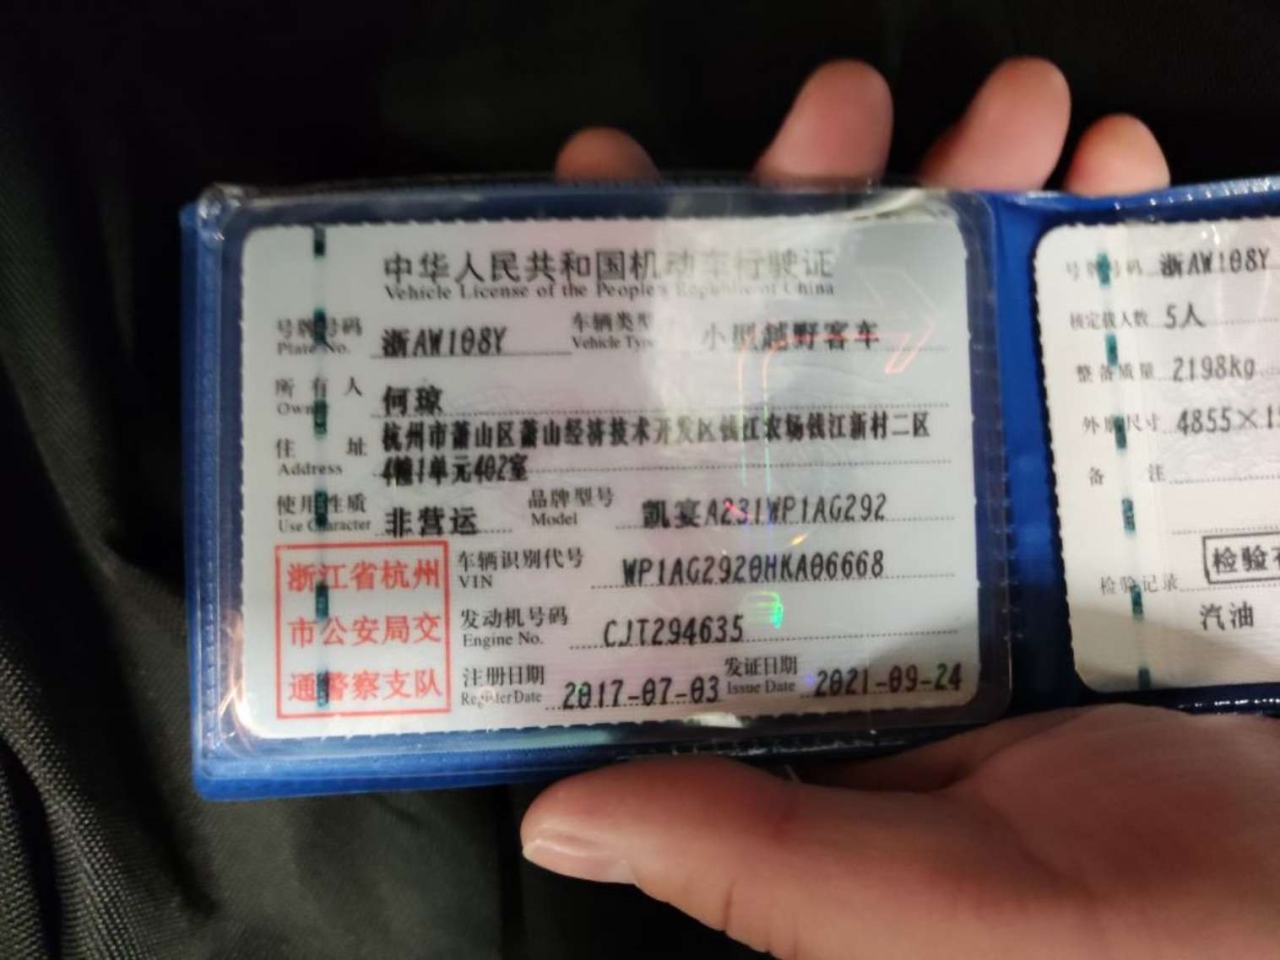 中华人民共和国机动车行驶证
Vehicle License of the People's Republic of China
号牌号码 浙AW108Y 车辆类型 小型越野客车
Plate No. Vehicle Type
所有人 何琼
Owner
住址 杭州市萧山区萧山经济技术开发区钱江农场钱江新村二区
Address 4幢1单元402室
使用性质 非营运 品牌型号 凯宴A231WP1AG292
Use Character Model
浙江省杭州
市公安局交
通警察支队
车辆识别代号 WP1AG2920HKA06668
VIN
发动机号码 CJT294635
Engine No.
注册日期 2017-07-03 发证日期 2021-09-24
Register Date Issue Date
号牌号码 浙AW108Y
核定载人数 5人
整备质量 2198kg
外廓尺寸 4855×1
备注
检验
检验记录
汽油